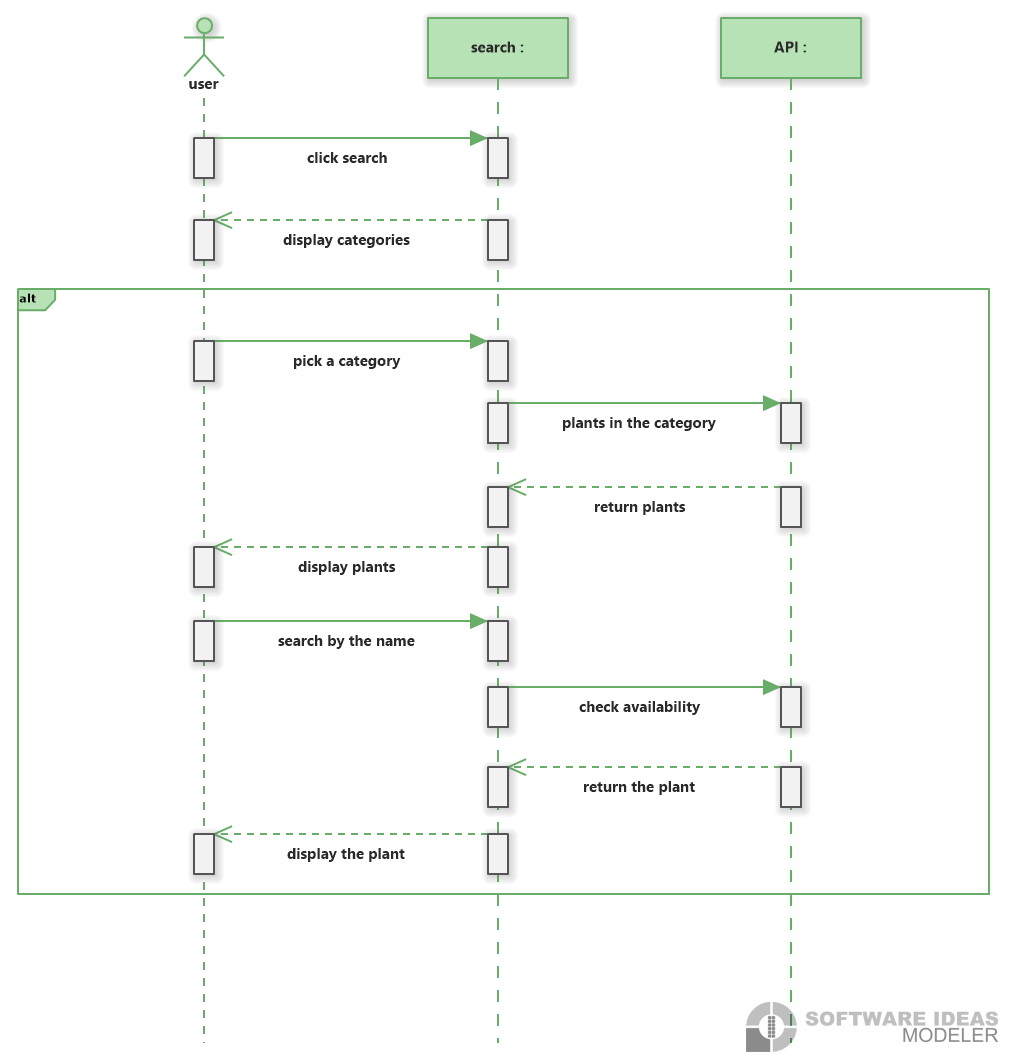 user
search :
API :
click search
display categories
alt
pick a category
plants in the category
return plants
display plants
search by the name
check availability
return the plant
display the plant
SOFTWARE IDEAS
MODELER